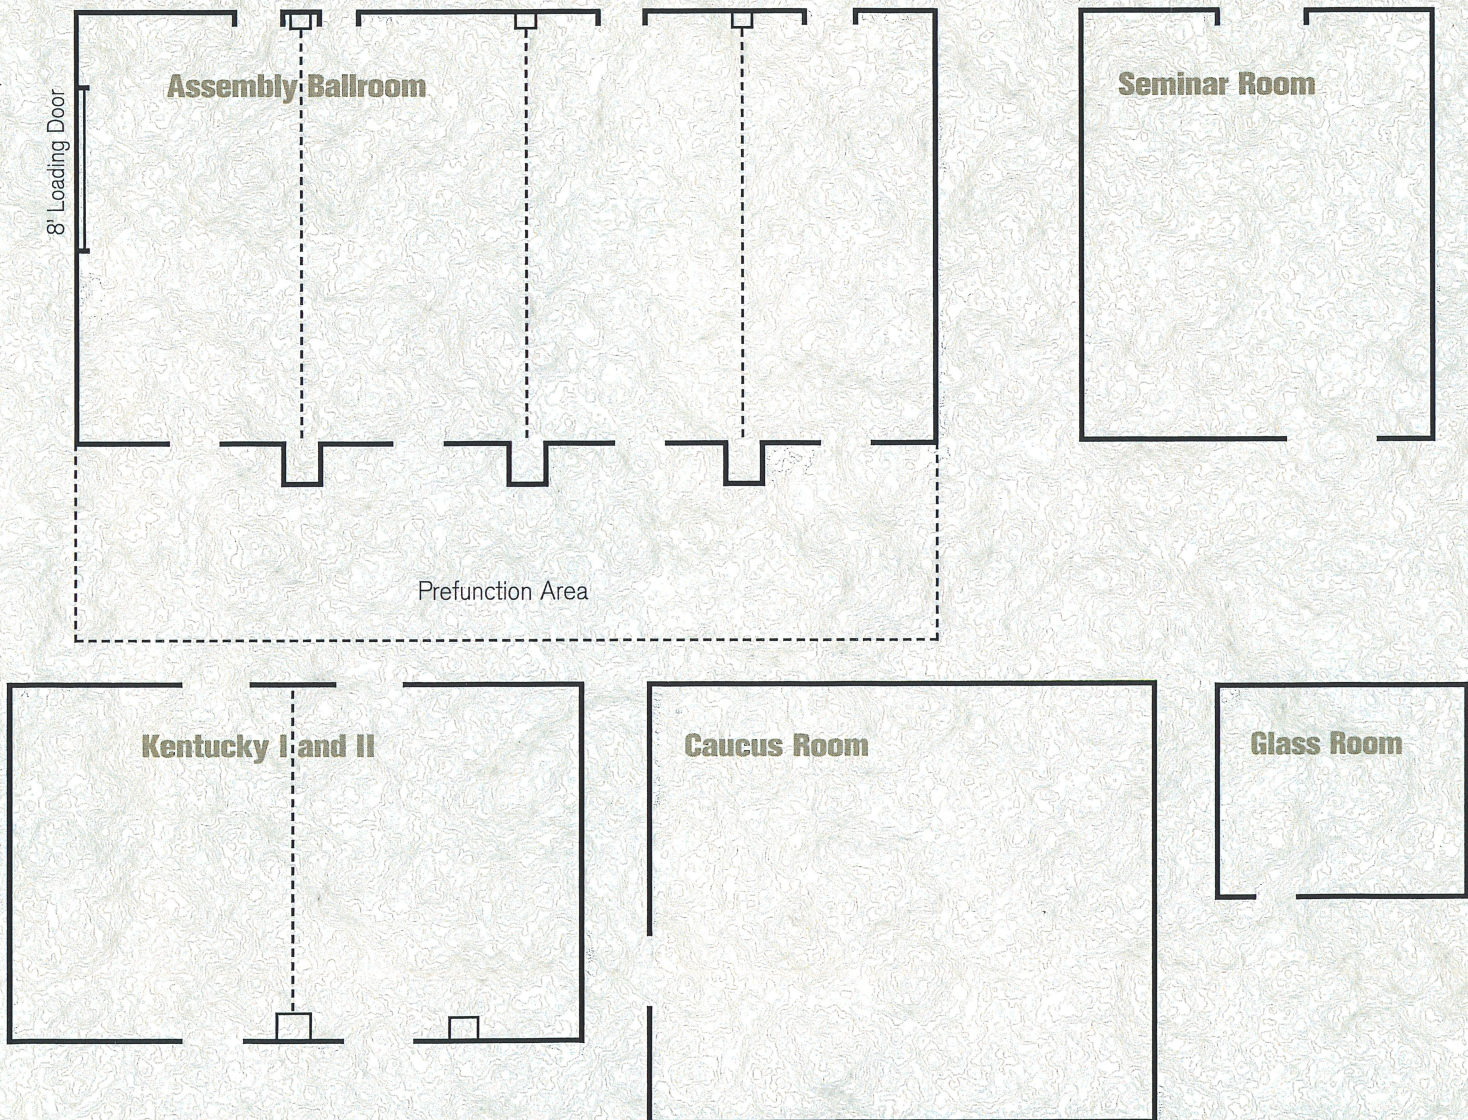 Assembly Ballroom
Seminar Room
8' Loading Door
Prefunction Area
Kentucky I and II
Caucus Room
Glass Room